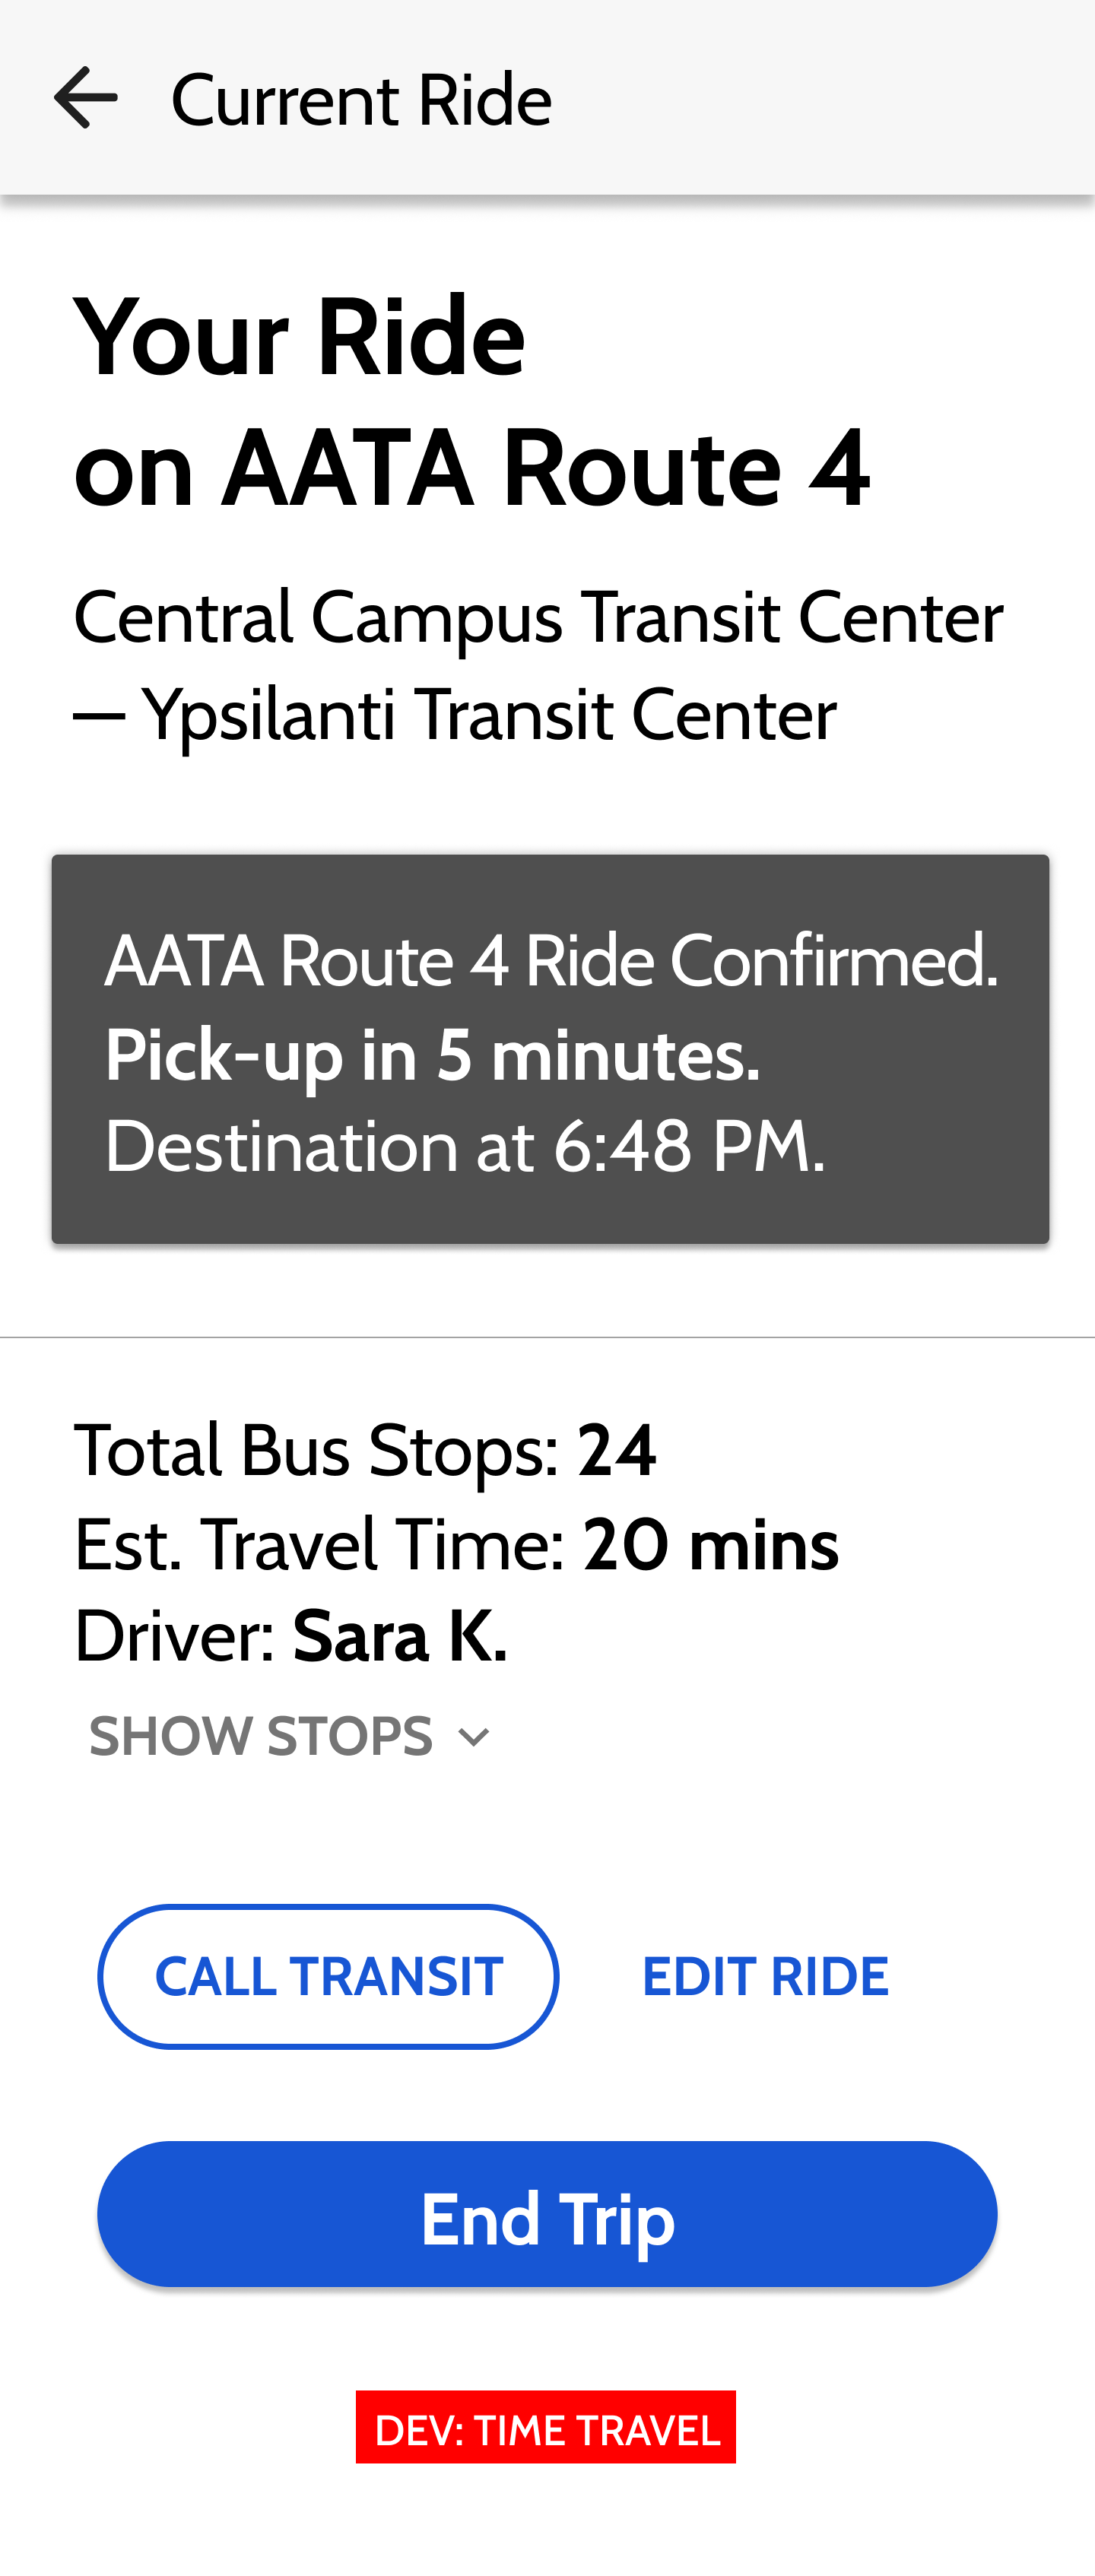 Current Ride
Your Ride
on AATA Route 4
Central Campus Transit Center
— Ypsilanti Transit Center
AATA Route 4 Ride Confirmed.
Pick-up in 5 minutes.
Destination at 6:48 PM.
Total Bus Stops: 24
Est. Travel Time: 20 mins
Driver: Sara K.
SHOW STOPS
CALL TRANSIT
EDIT RIDE
End Trip
DEV: TIME TRAVEL